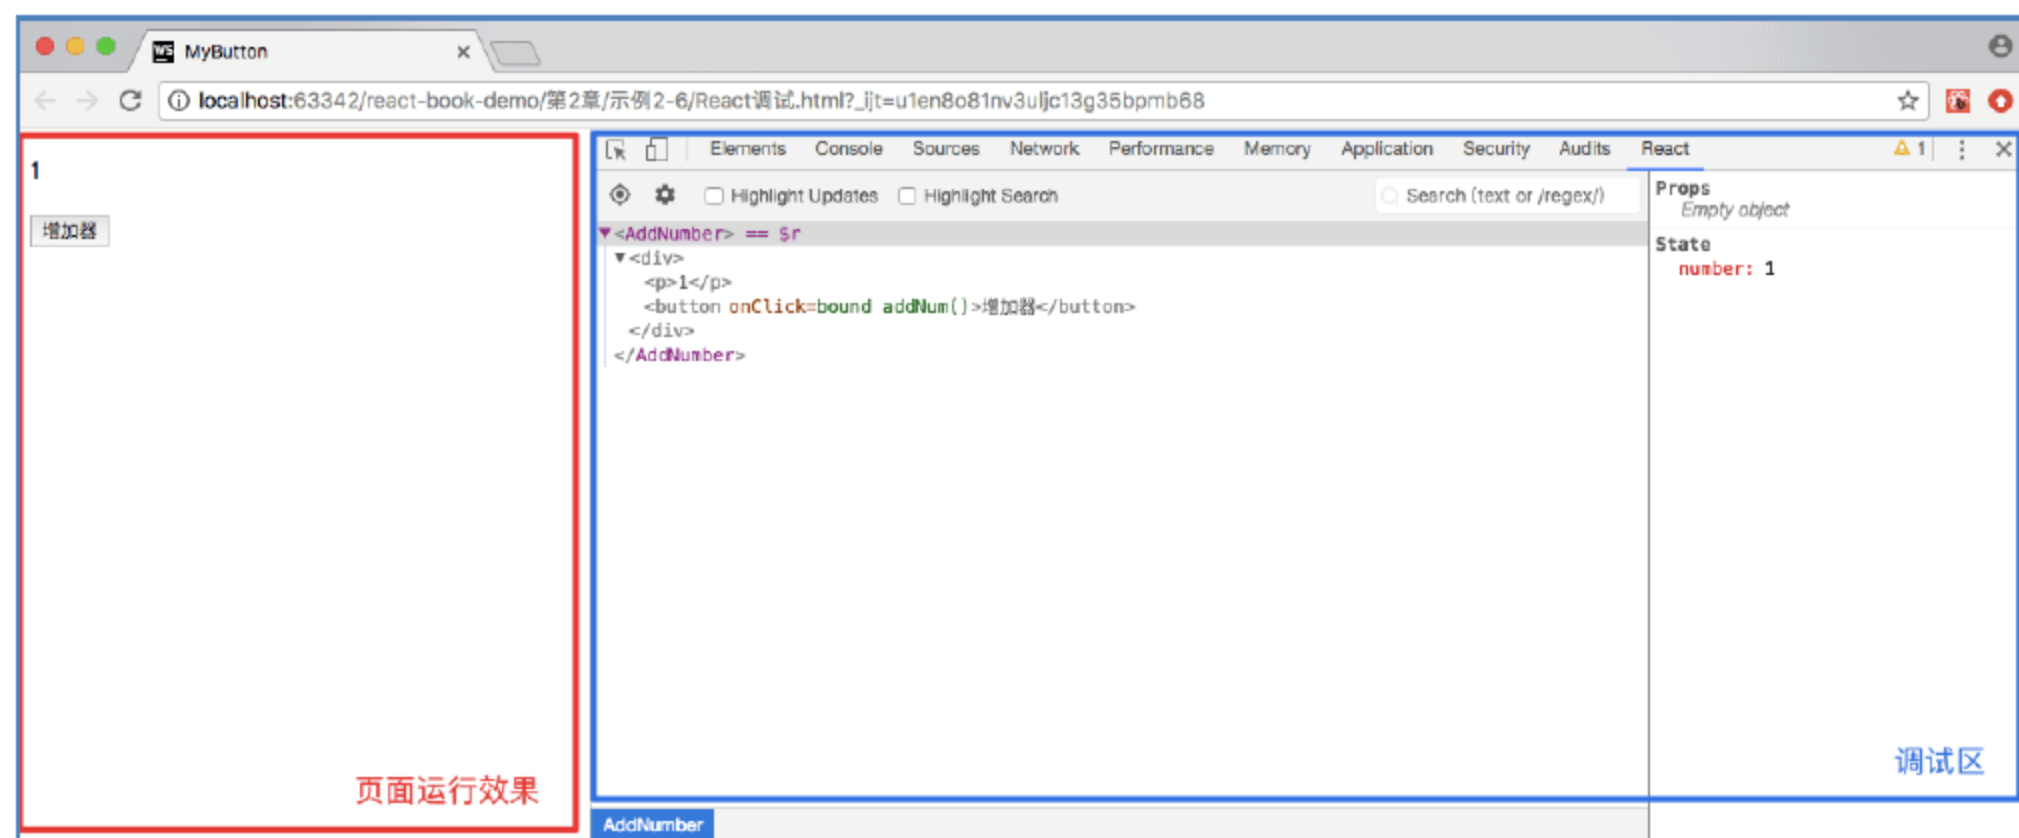 WS MyButton
localhost:63342/react-book-demo/第2章/示例2-6/React调试.html?_ijt=u1en8o81nv3uljc13g35bpmb68
1
增加器
页面运行效果
Elements Console Sources Network Performance Memory Application Security Audits React 1
Highlight Updates Highlight Search Search (text or /regex/)
<AddNumber> == $r
<div>
<p>1</p>
<button onClick=bound addNum()>增加器</button>
</div>
</AddNumber>
Props
Empty object
State
number: 1
调试区
AddNumber